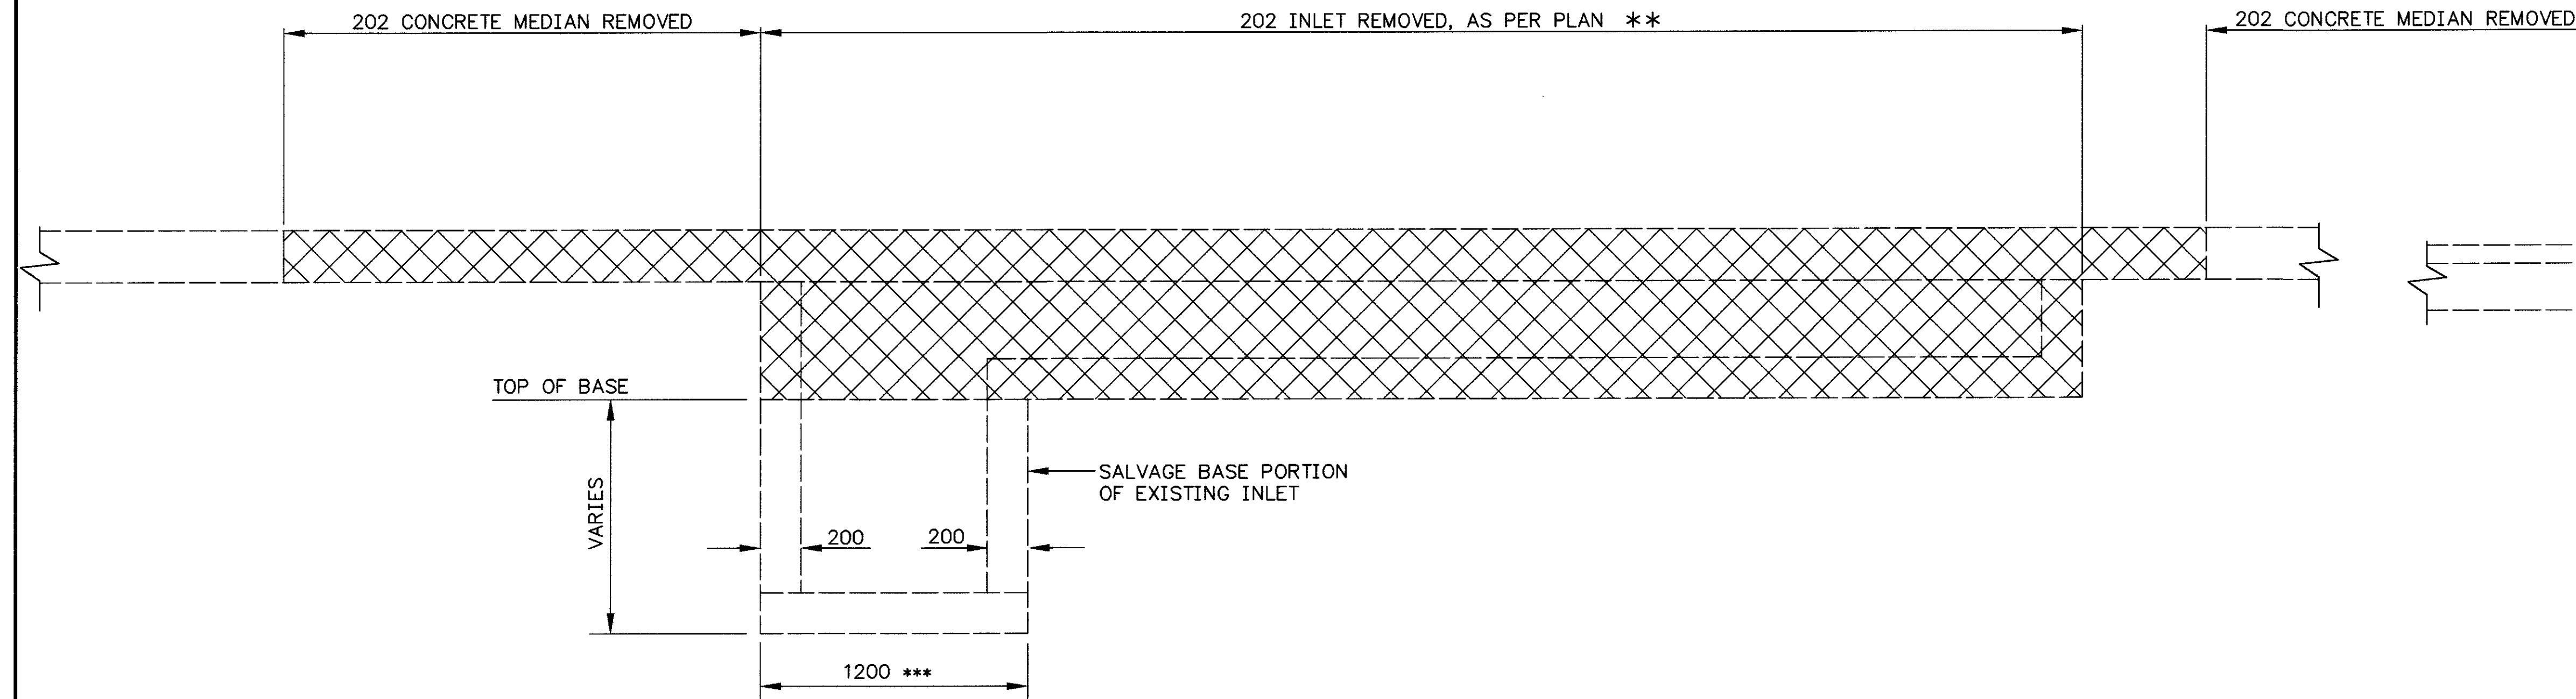 202 CONCRETE MEDIAN REMOVED
202 INLET REMOVED, AS PER PLAN **
202 CONCRETE MEDIAN REMOVED
TOP OF BASE
VARIES
SALVAGE BASE PORTION
OF EXISTING INLET
200
200
1200 ***